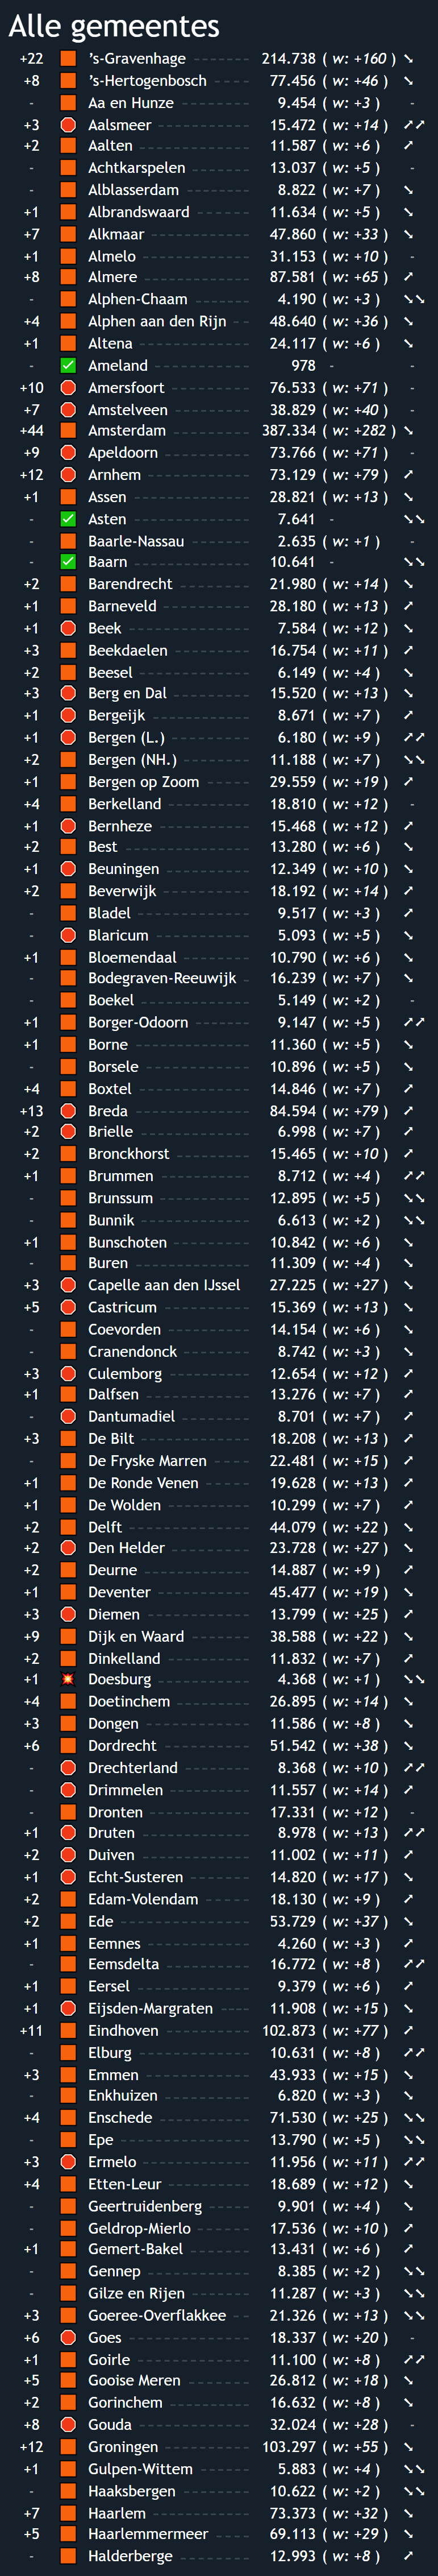 Alle gemeentes
+22 's-Gravenhage 214.738 ( w: +160 ) ➘
+8 's-Hertogenbosch 77.456 ( w: +46 ) ➘
- Aa en Hunze 9.454 ( w: +3 ) -
+3 Aalsmeer 15.472 ( w: +14 ) ➚➚
+2 Aalten 11.587 ( w: +6 ) ➚
- Achtkarspelen 13.037 ( w: +5 ) -
- Alblasserdam 8.822 ( w: +7 ) ➘
+1 Albrandswaard 11.634 ( w: +5 ) ➘
+7 Alkmaar 47.860 ( w: +33 ) ➘
+1 Almelo 31.153 ( w: +10 ) -
+8 Almere 87.581 ( w: +65 ) ➚
- Alphen-Chaam 4.190 ( w: +3 ) ➘➘
+4 Alphen aan den Rijn 48.640 ( w: +36 ) ➘
+1 Altena 24.117 ( w: +6 ) ➘
- Ameland 978 - -
+10 Amersfoort 76.533 ( w: +71 ) -
+7 Amstelveen 38.829 ( w: +40 ) -
+44 Amsterdam 387.334 ( w: +282 ) ➘
+9 Apeldoorn 73.766 ( w: +71 ) -
+12 Arnhem 73.129 ( w: +79 ) ➚
+1 Assen 28.821 ( w: +13 ) ➘
- Asten 7.641 - ➘➘
- Baarle-Nassau 2.635 ( w: +1 ) -
- Baarn 10.641 - ➘➘
+2 Barendrecht 21.980 ( w: +14 ) ➘
+1 Barneveld 28.180 ( w: +13 ) ➚
+1 Beek 7.584 ( w: +12 ) ➘
+3 Beekdaelen 16.754 ( w: +11 ) ➚
+2 Beesel 6.149 ( w: +4 ) ➘
+3 Berg en Dal 15.520 ( w: +13 ) ➘
+1 Bergeijk 8.671 ( w: +7 ) ➚
+1 Bergen (L.) 6.180 ( w: +9 ) ➚➚
+2 Bergen (NH.) 11.188 ( w: +7 ) ➘➘
+1 Bergen op Zoom 29.559 ( w: +19 ) ➚
+4 Berkelland 18.810 ( w: +12 ) -
+1 Bernheze 15.468 ( w: +12 ) ➚
+2 Best 13.280 ( w: +6 ) ➘
+1 Beuningen 12.349 ( w: +10 ) ➘
+2 Beverwijk 18.192 ( w: +14 ) ➚
- Bladel 9.517 ( w: +3 ) ➚
- Blaricum 5.093 ( w: +5 ) ➘
+1 Bloemendaal 10.790 ( w: +6 ) ➘
- Bodegraven-Reeuwijk 16.239 ( w: +7 ) ➘
- Boekel 5.149 ( w: +2 ) -
+1 Borger-Odoorn 9.147 ( w: +5 ) ➚➚
+1 Borne 11.360 ( w: +5 ) ➘
- Borsele 10.896 ( w: +5 ) ➘
+4 Boxtel 14.846 ( w: +7 ) ➚
+13 Breda 84.594 ( w: +79 ) ➚
+2 Brielle 6.998 ( w: +7 ) ➚
+2 Bronckhorst 15.465 ( w: +10 ) ➚
+1 Brummen 8.712 ( w: +4 ) ➚➚
- Brunssum 12.895 ( w: +5 ) ➘➘
- Bunnik 6.613 ( w: +2 ) ➘➘
+1 Bunschoten 10.842 ( w: +6 ) ➘
- Buren 11.309 ( w: +4 ) ➘
+3 Capelle aan den IJssel 27.225 ( w: +27 ) ➘
+5 Castricum 15.369 ( w: +13 ) ➘
- Coevorden 14.154 ( w: +6 ) ➘
- Cranendonck 8.742 ( w: +3 ) ➘
+3 Culemborg 12.654 ( w: +12 ) ➚
+1 Dalfsen 13.276 ( w: +7 ) ➚
- Dantumadiel 8.701 ( w: +7 ) ➚
+3 De Bilt 18.208 ( w: +13 ) ➚
- De Fryske Marren 22.481 ( w: +15 ) ➚
+1 De Ronde Venen 19.628 ( w: +13 ) ➚
+1 De Wolden 10.299 ( w: +7 ) ➚
+2 Delft 44.079 ( w: +22 ) ➘
+2 Den Helder 23.728 ( w: +27 ) ➘
+2 Deurne 14.887 ( w: +9 ) ➚
+1 Deventer 45.477 ( w: +19 ) ➘
+3 Diemen 13.799 ( w: +25 ) ➚
+9 Dijk en Waard 38.588 ( w: +22 ) ➘
+2 Dinkelland 11.832 ( w: +7 ) ➚
+1 Doesburg 4.368 ( w: +1 ) ➘➘
+4 Doetinchem 26.895 ( w: +14 ) ➘
+3 Dongen 11.586 ( w: +8 ) ➘
+6 Dordrecht 51.542 ( w: +38 ) ➘
- Drechterland 8.368 ( w: +10 ) ➚➚
- Drimmelen 11.557 ( w: +14 ) ➚
- Dronten 17.331 ( w: +12 ) -
+1 Druten 8.978 ( w: +13 ) ➚➚
+2 Duiven 11.002 ( w: +11 ) ➚
+1 Echt-Susteren 14.820 ( w: +17 ) ➘
+2 Edam-Volendam 18.130 ( w: +9 ) ➚
+2 Ede 53.729 ( w: +37 ) ➘
+1 Eemnes 4.260 ( w: +3 ) ➚
- Eemsdelta 16.772 ( w: +8 ) ➚➚
+1 Eersel 9.379 ( w: +6 ) ➚
+1 Eijsden-Margraten 11.908 ( w: +15 ) ➘
+11 Eindhoven 102.873 ( w: +77 ) ➚
- Elburg 10.631 ( w: +8 ) ➚➚
+3 Emmen 43.933 ( w: +15 ) ➘
- Enkhuizen 6.820 ( w: +3 ) ➘
+4 Enschede 71.530 ( w: +25 ) ➘➘
- Epe 13.790 ( w: +5 ) ➘➘
+3 Ermelo 11.956 ( w: +11 ) ➚➚
+4 Etten-Leur 18.689 ( w: +12 ) ➘
- Geertruidenberg 9.901 ( w: +4 ) ➘
- Geldrop-Mierlo 17.536 ( w: +10 ) ➚
+1 Gemert-Bakel 13.431 ( w: +6 ) ➚
- Gennep 8.385 ( w: +2 ) ➘➘
- Gilze en Rijen 11.287 ( w: +3 ) ➘➘
+3 Goeree-Overflakkee 21.326 ( w: +13 ) ➘➘
+6 Goes 18.337 ( w: +20 ) -
+1 Goirle 11.100 ( w: +8 ) ➚➚
+5 Gooise Meren 26.812 ( w: +18 ) ➘
+2 Gorinchem 16.632 ( w: +8 ) ➘
+8 Gouda 32.024 ( w: +28 ) -
+12 Groningen 103.297 ( w: +55 ) ➘
+1 Gulpen-Wittem 5.883 ( w: +4 ) ➘➘
- Haaksbergen 10.622 ( w: +2 ) ➘➘
+7 Haarlem 73.373 ( w: +32 ) ➘
+5 Haarlemmermeer 69.113 ( w: +29 ) ➘
- Halderberge 12.993 ( w: +8 ) ➚